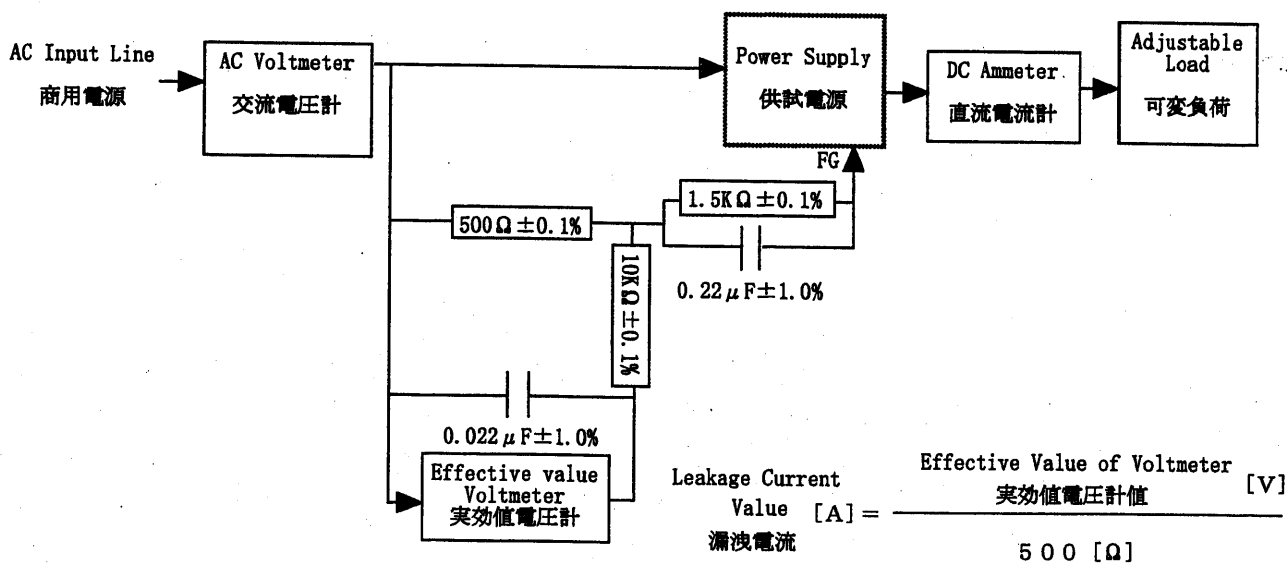 AC Input Line
商用電源
AC Voltmeter
交流電圧計
Power Supply
供試電源
FG
DC Ammeter
直流電流計
Adjustable
Load
可変負荷
500Ω±0.1%
1.5KΩ±0.1%
0.22μF±1.0%
10KΩ±0.1%
0.022μF±1.0%
Effective value
Voltmeter
実効値電圧計
Leakage Current
Value [A]=
漏洩電流
Effective Value of Voltmeter
実効値電圧計値 [V]
500 [Ω]